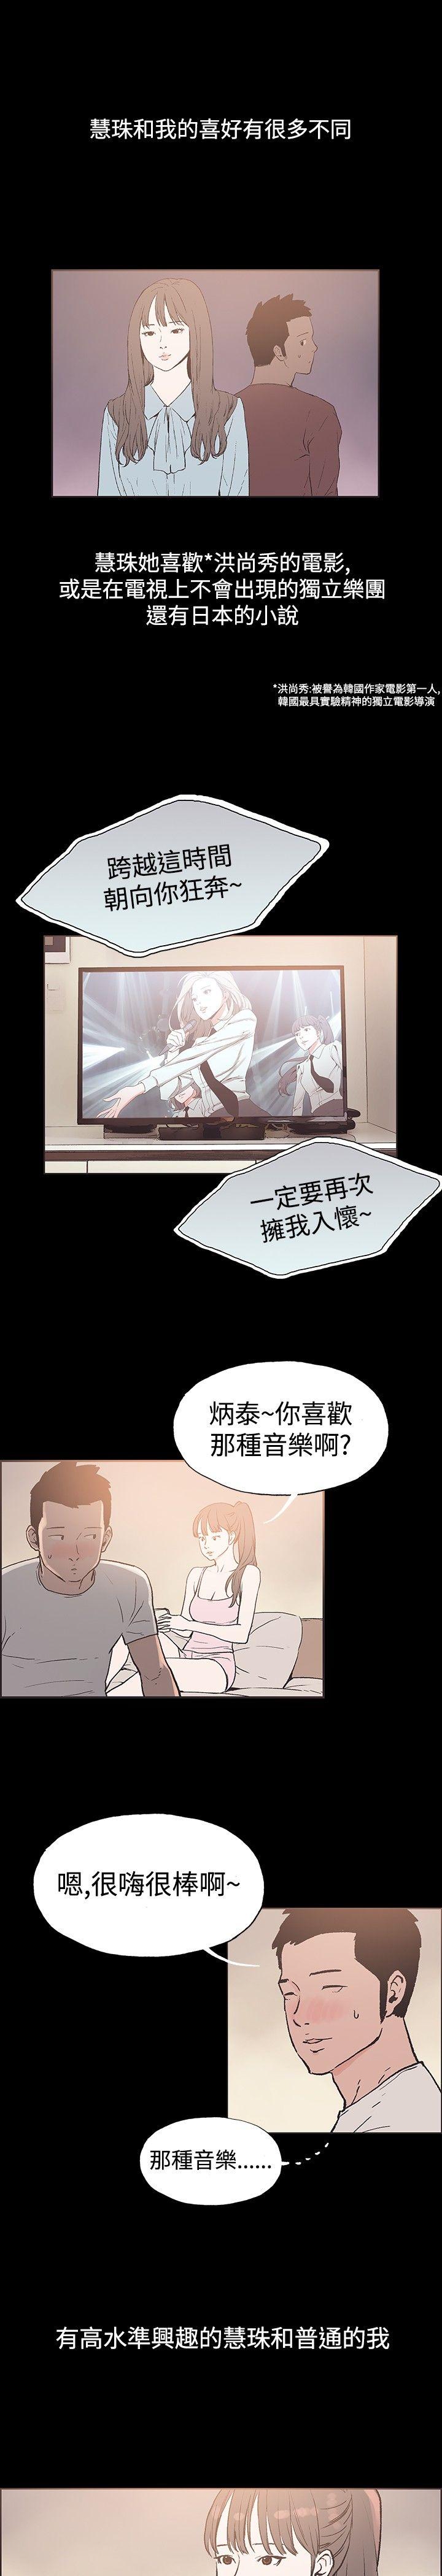 慧珠和我的喜好有很多不同
慧珠她喜歡*洪尚秀的電影,
或是在電視上不會出現的獨立樂團
還有日本的小說
*洪尚秀:被譽為韓國作家電影第一人,
韓國最具實驗精神的獨立電影導演
跨越這時間
朝向你狂奔~
一定要再次
擁我入懷~
炳泰~你喜歡
那種音樂啊?
嗯,很嗨很棒啊~
那種音樂......
有高水準興趣的慧珠和普通的我